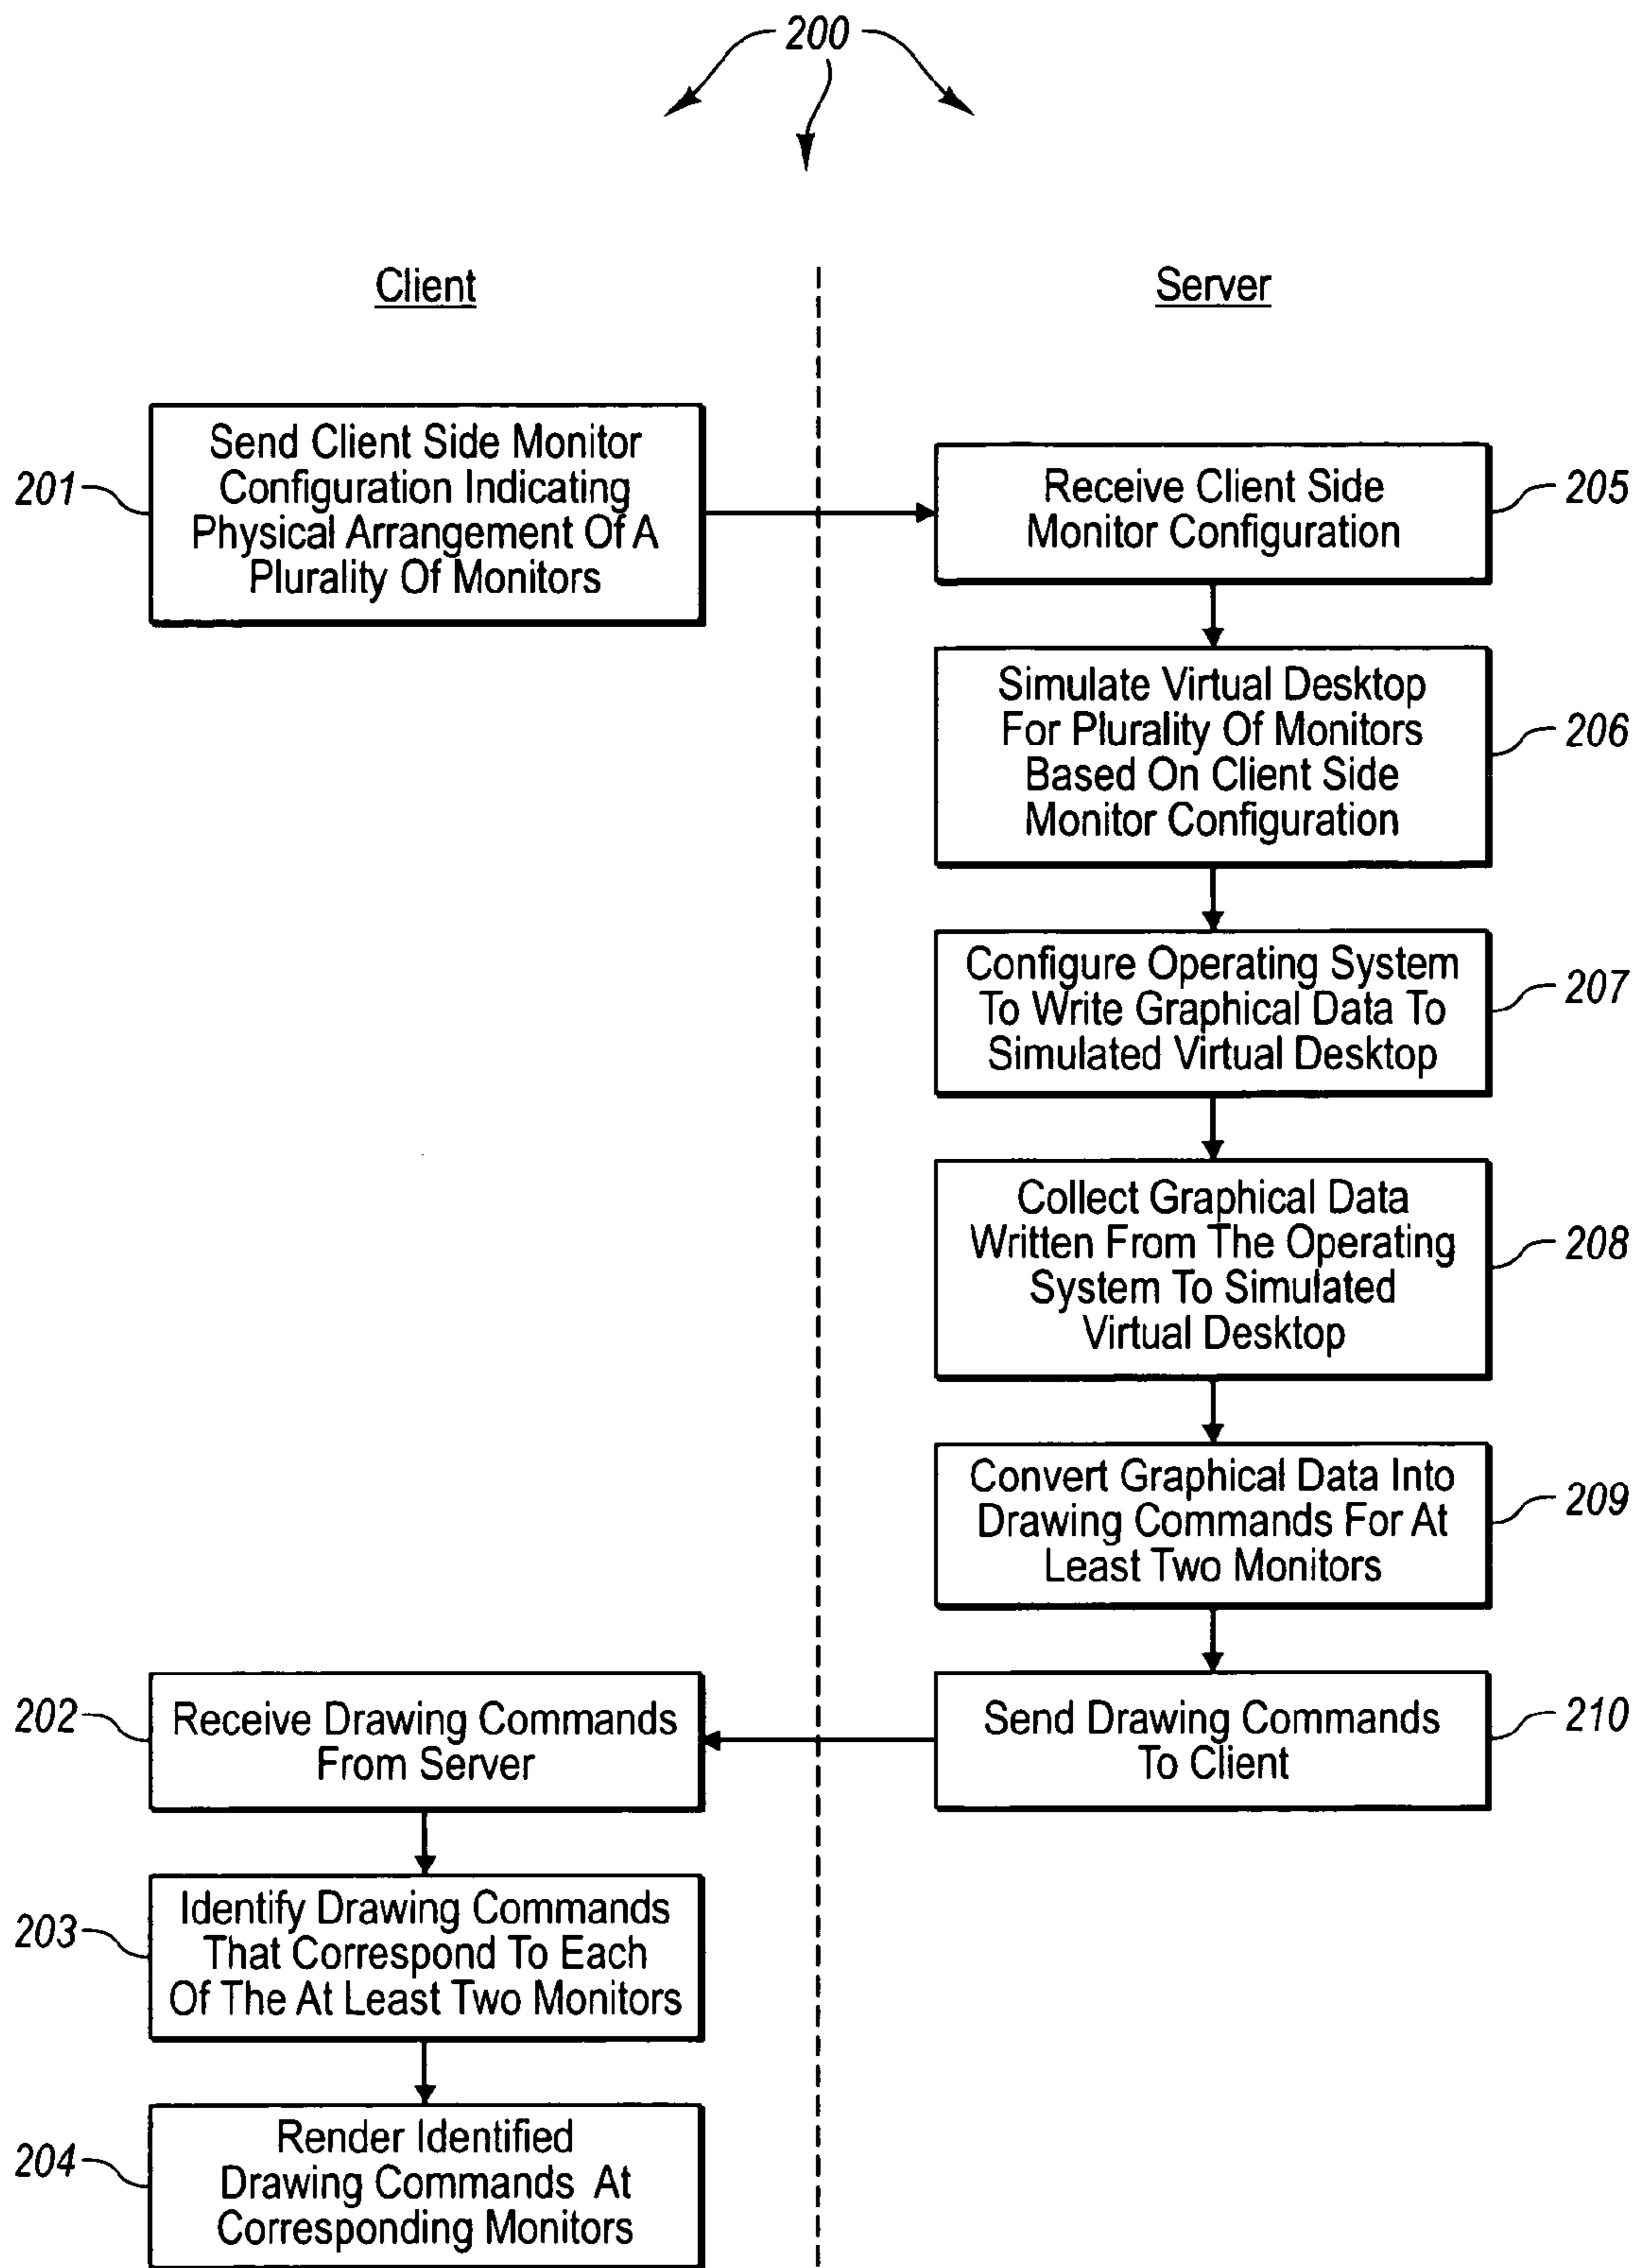 200
Client
Server
201
Send Client Side Monitor
Configuration Indicating
Physical Arrangement Of A
Plurality Of Monitors
Receive Client Side
Monitor Configuration
205
Simulate Virtual Desktop
For Plurality Of Monitors
Based On Client Side
Monitor Configuration
206
Configure Operating System
To Write Graphical Data To
Simulated Virtual Desktop
207
Collect Graphical Data
Written From The Operating
System To Simulated
Virtual Desktop
208
Convert Graphical Data Into
Drawing Commands For At
Least Two Monitors
209
Send Drawing Commands
To Client
210
202
Receive Drawing Commands
From Server
203
Identify Drawing Commands
That Correspond To Each
Of The At Least Two Monitors
204
Render Identified
Drawing Commands At
Corresponding Monitors